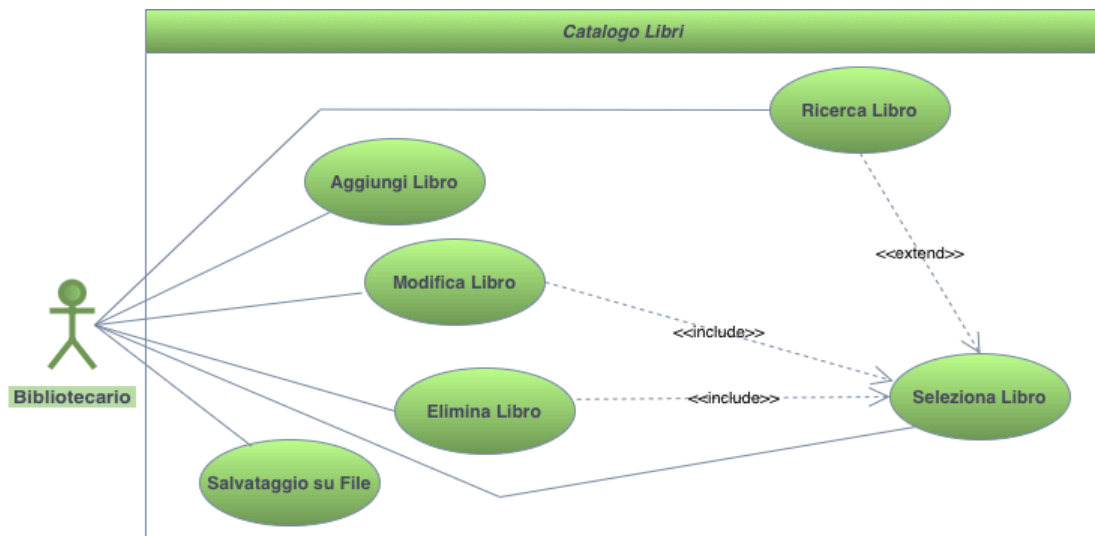 Catalogo Libri
Ricerca Libro
Aggiungi Libro
<<extend>>
Modifica Libro
<<include>>
Bibliotecario
Elimina Libro
<<include>>
Seleziona Libro
Salvataggio su File